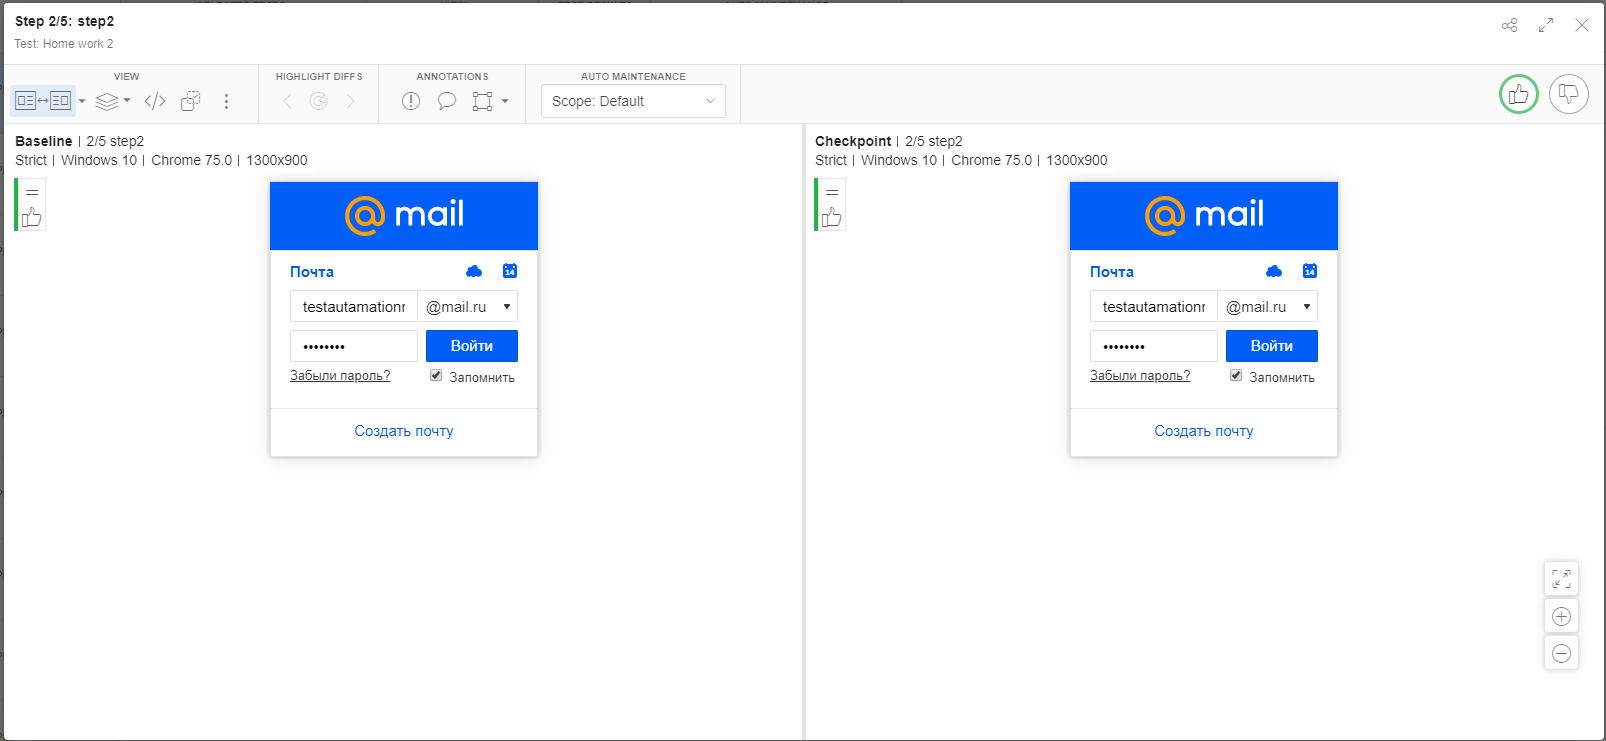 Step 2/5: step2
Test: Home work 2
VIEW
HIGHLIGHT DIFFS
ANNOTATIONS
AUTO MAINTENANCE
Scope: Default
Baseline | 2/5 step2
Strict | Windows 10 | Chrome 75.0 | 1300x900
@ mail
Почта
14
testautamationr
@mail.ru
••••••••
Войти
Забыли пароль?
Запомнить
Создать почту
Checkpoint | 2/5 step2
Strict | Windows 10 | Chrome 75.0 | 1300x900
@ mail
Почта
14
testautamationr
@mail.ru
••••••••
Войти
Забыли пароль?
Запомнить
Создать почту